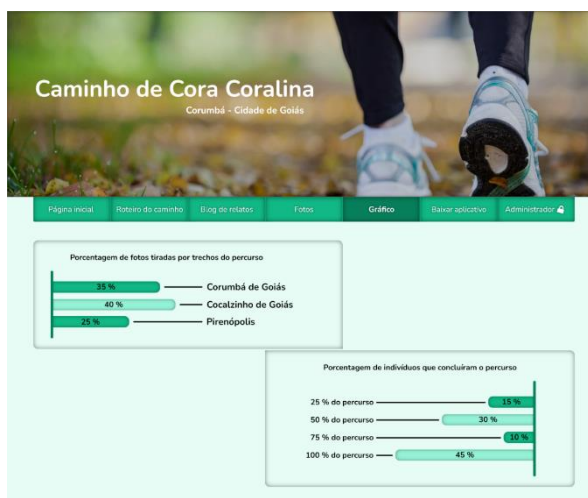 Caminho de Cora Coralina
Corumbá - Cidade de Goiás
Página inicial
Roteiro do caminho
Blog de relatos
Fotos
Gráfico
Baixar aplicativo
Administrador
Porcentagem de fotos tiradas por trechos do percurso
35 % Corumbá de Goiás
40 % Cocalzinho de Goiás
25 % Pirenópolis
Porcentagem de indivíduos que concluíram o percurso
25 % do percurso 15 %
50 % do percurso 30 %
75 % do percurso 10 %
100 % do percurso 45 %